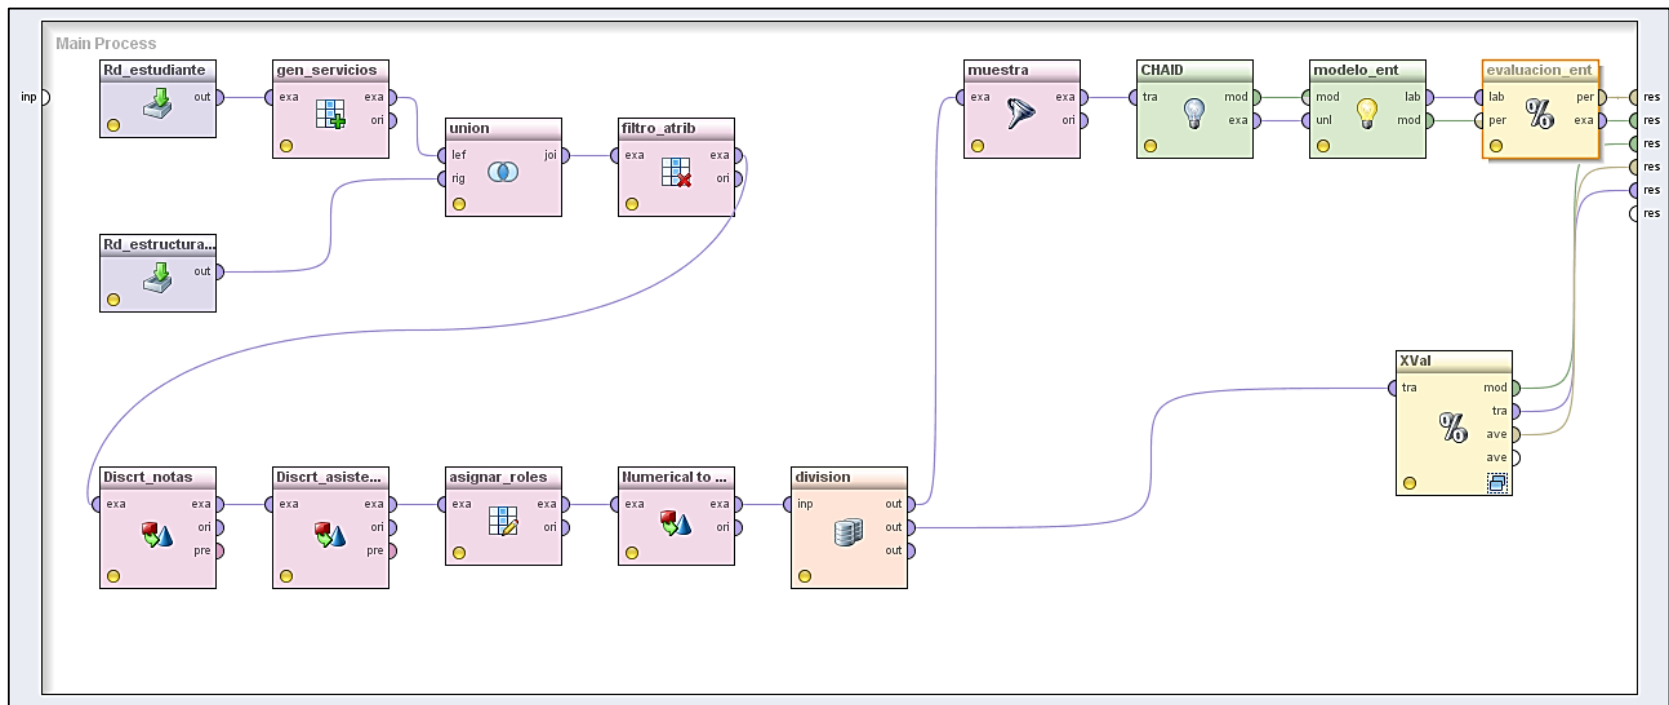 Main Process
inp
Rd_estudiante
out
gen_servicios
exa exa
ori
union
lef joi
rig
filtro_atrib
exa exa
ori
Rd_estructura...
out
muestra
exa exa
ori
CHAID
tra mod
exa
modelo_ent
mod lab
unl mod
evaluacion_ent
lab per
per exa
res
res
res
res
res
res
XVal
tra mod
tra
ave
ave
Discrt_notas
exa exa
ori
pre
Discrt_asiste...
exa exa
ori
pre
asignar_roles
exa exa
ori
Numerical to ...
exa exa
ori
division
inp out
out
out